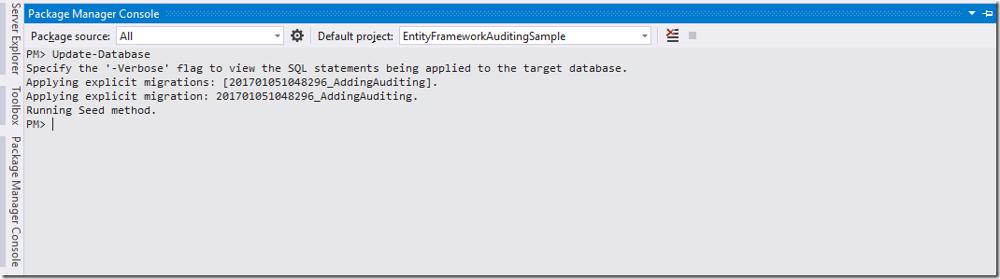 Package Manager Console
Package source: All
Default project: EntityFrameworkAuditingSample
PM> Update-Database
Specify the '-Verbose' flag to view the SQL statements being applied to the target database.
Applying explicit migrations: [201701051048296_AddingAuditing].
Applying explicit migration: 201701051048296_AddingAuditing.
Running Seed method.
PM>
Server Explorer
Toolbox
Package Manager Console